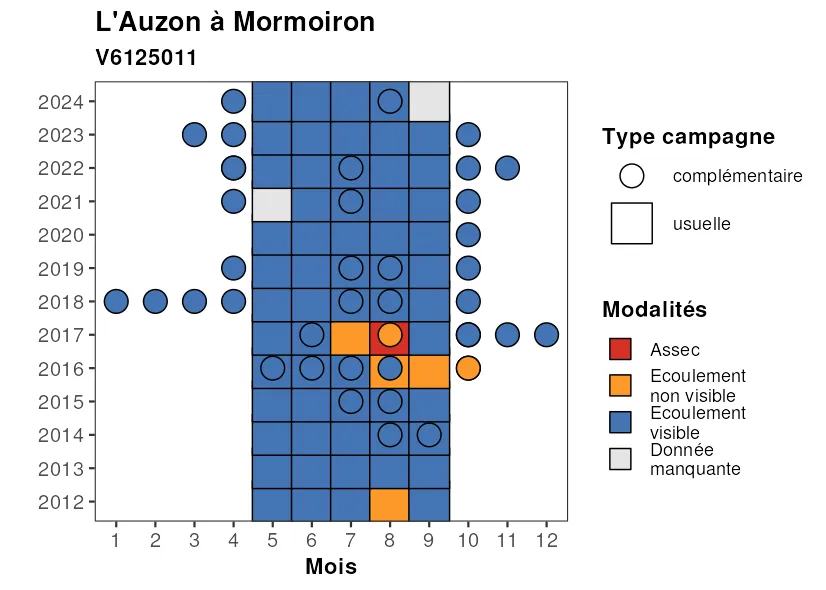 L'Auzon à Mormoiron
V6125011
2024
2023
2022
2021
2020
2019
2018
2017
2016
2015
2014
2013
2012
1 2 3 4 5 6 7 8 9 10 11 12
Mois
Type campagne
complémentaire
usuelle
Modalités
Assec
Ecoulement
non visible
Ecoulement
visible
Donnée
manquante